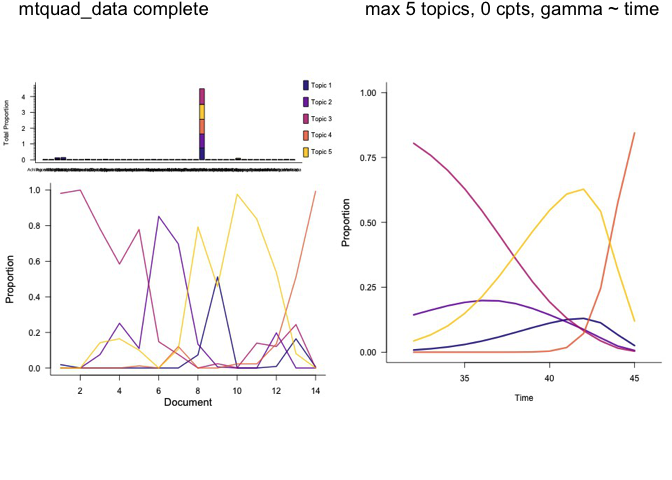 mtquad_data complete
max 5 topics, 0 cpts, gamma ~ time
Total Proportion
4
3
2
1
0
Topic 1
Topic 2
Topic 3
Topic 4
Topic 5
Proportion
1.0
0.8
0.6
0.4
0.2
0.0
2 4 6 8 10 12 14
Document
Proportion
1.00
0.75
0.50
0.25
0.00
35 40 45
Time